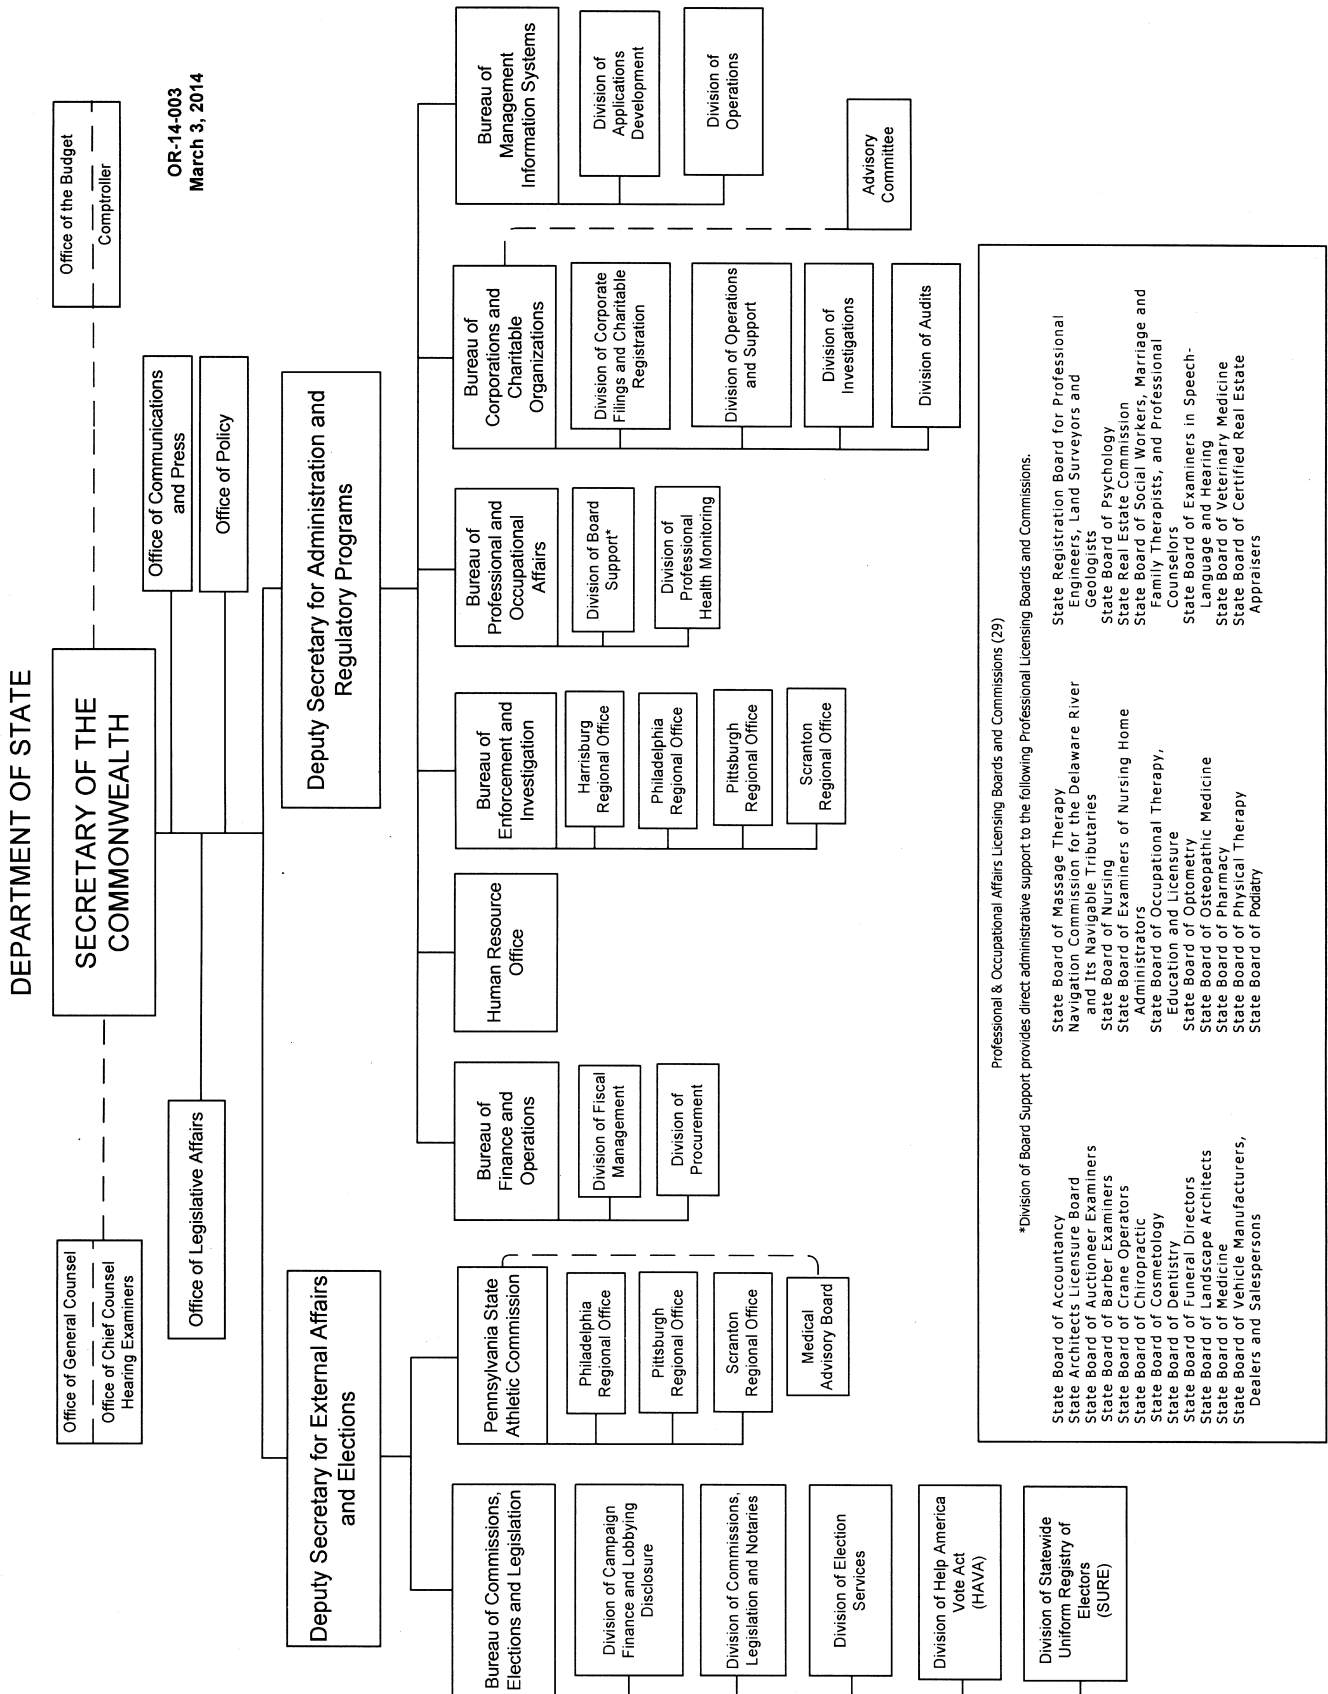 DEPARTMENT OF STATE
Office of General Counsel
Office of Chief Counsel
Hearing Examiners
SECRETARY OF THE
COMMONWEALTH
Office of the Budget
Comptroller
OR-14-003
March 3, 2014
Office of Legislative Affairs
Office of Communications
and Press
Office of Policy
Deputy Secretary for External Affairs
and Elections
Deputy Secretary for Administration and
Regulatory Programs
Bureau of Commissions,
Elections and Legislation
Division of Campaign
Finance and Lobbying
Disclosure
Division of Commissions,
Legislation and Notaries
Division of Election
Services
Division of Help America
Vote Act
(HAVA)
Division of Statewide
Uniform Registry of
Electors
(SURE)
Pennsylvania State
Athletic Commission
Philadelphia
Regional Office
Pittsburgh
Regional Office
Scranton
Regional Office
Medical
Advisory Board
Bureau of
Finance and
Operations
Division of Fiscal
Management
Division of
Procurement
Human Resource
Office
Bureau of
Enforcement and
Investigation
Harrisburg
Regional Office
Philadelphia
Regional Office
Pittsburgh
Regional Office
Scranton
Regional Office
Bureau of
Professional and
Occupational
Affairs
Division of Board
Support*
Division of
Professional
Health Monitoring
Bureau of
Corporations and
Charitable
Organizations
Division of Corporate
Filings and Charitable
Registration
Division of Operations
and Support
Division of
Investigations
Division of Audits
Advisory
Committee
Bureau of
Management
Information Systems
Division of
Applications
Development
Division of
Operations
Professional & Occupational Affairs Licensing Boards and Commissions (29)
*Division of Board Support provides direct administrative support to the following Professional Licensing Boards and Commissions.
State Board of Accountancy
State Architects Licensure Board
State Board of Auctioneer Examiners
State Board of Barber Examiners
State Board of Crane Operators
State Board of Chiropractic
State Board of Cosmetology
State Board of Dentistry
State Board of Funeral Directors
State Board of Landscape Architects
State Board of Medicine
State Board of Vehicle Manufacturers,
Dealers and Salespersons
State Board of Massage Therapy
Navigation Commission for the Delaware River
and Its Navigable Tributaries
State Board of Nursing
State Board of Examiners of Nursing Home
Administrators
State Board of Occupational Therapy,
Education and Licensure
State Board of Optometry
State Board of Osteopathic Medicine
State Board of Pharmacy
State Board of Physical Therapy
State Board of Podiatry
State Registration Board for Professional
Engineers, Land Surveyors and
Geologists
State Board of Psychology
State Real Estate Commission
State Board of Social Workers, Marriage and
Family Therapists, and Professional
Counselors
State Board of Examiners in Speech-
Language and Hearing
State Board of Veterinary Medicine
State Board of Certified Real Estate
Appraisers